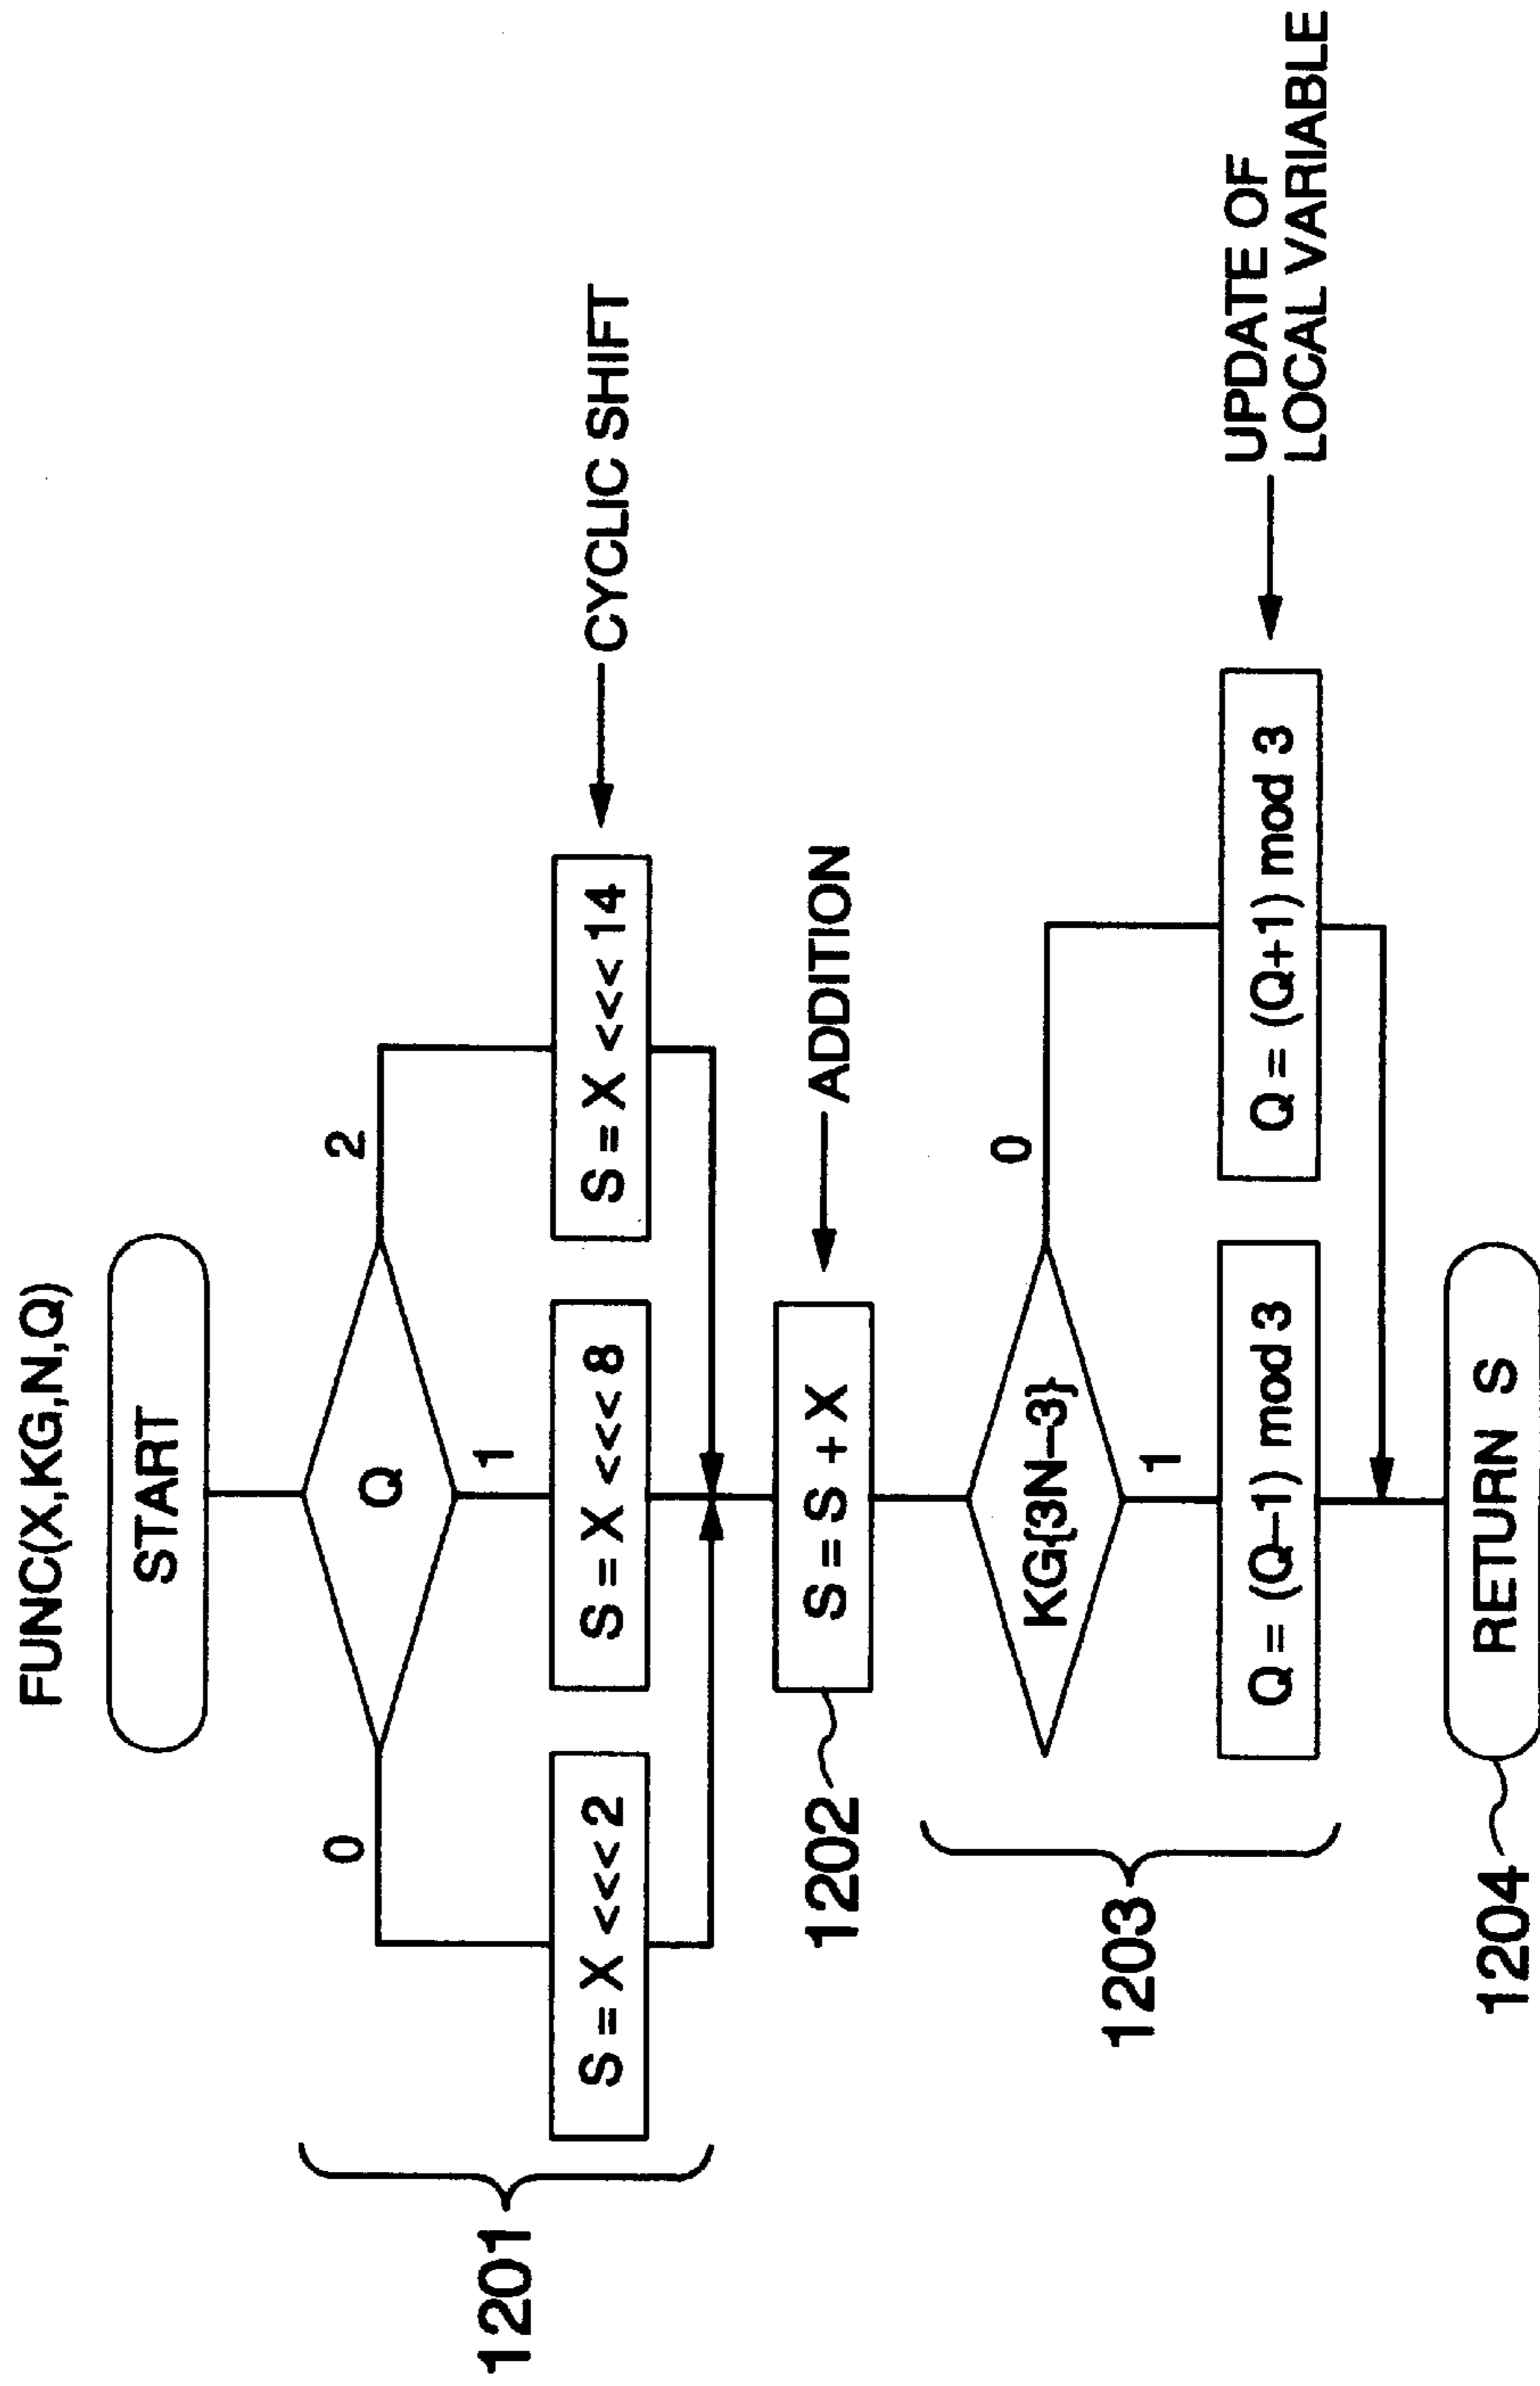 FUNC(X,KG,N,Q)
START
Q
0
1
2
S = X <<< 2
S = X <<< 8
S = X <<< 14
CYCLIC SHIFT
1201
S = S + X
ADDITION
1202
KG{3N–3}
1
0
Q = (Q–1) mod 3
Q = (Q+1) mod 3
UPDATE OF
LOCAL VARIABLE
1203
RETURN S
1204